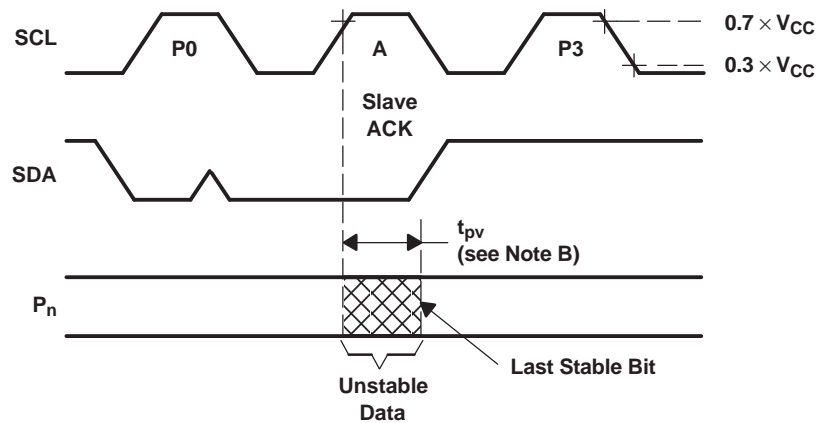 SCL
P0
A
P3
0.7 × VCC
0.3 × VCC
Slave
ACK
SDA
tpv
(see Note B)
Pn
Last Stable Bit
Unstable
Data